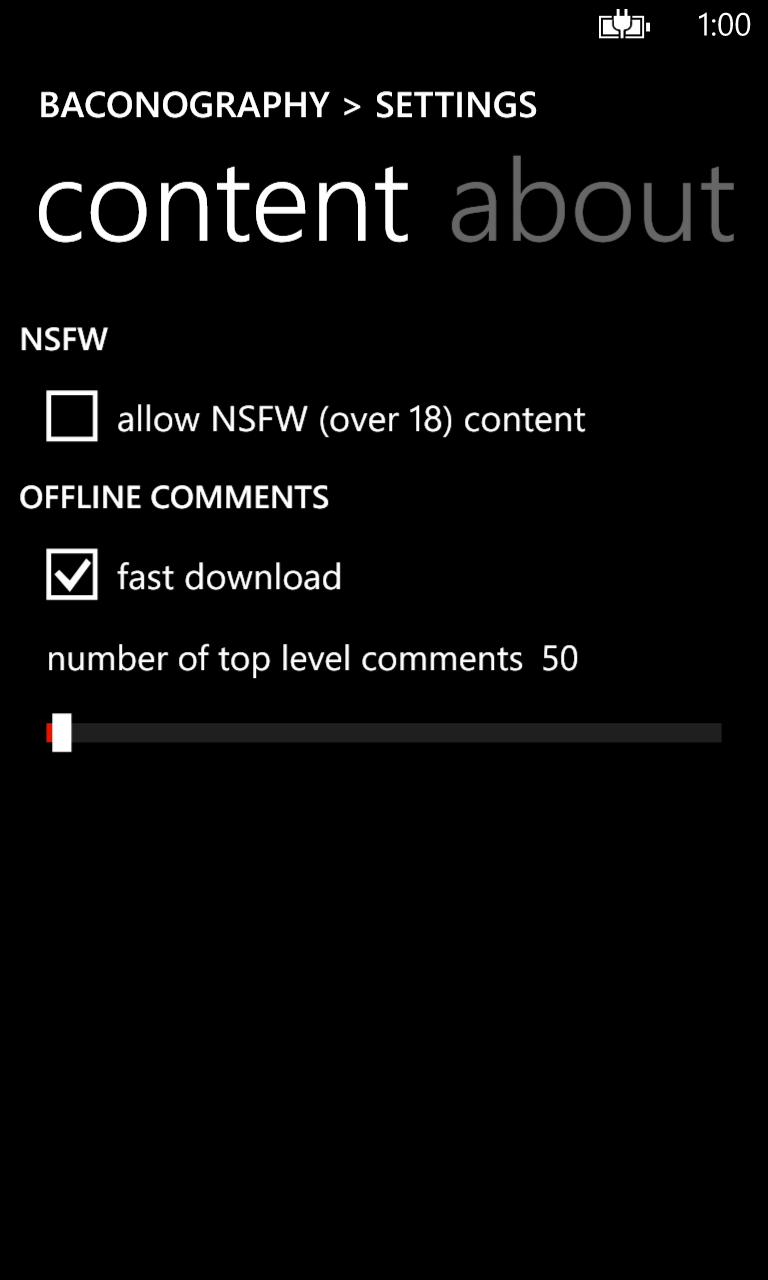 1:00
BACONOGRAPHY > SETTINGS
content about
NSFW
allow NSFW (over 18) content
OFFLINE COMMENTS
fast download
number of top level comments 50